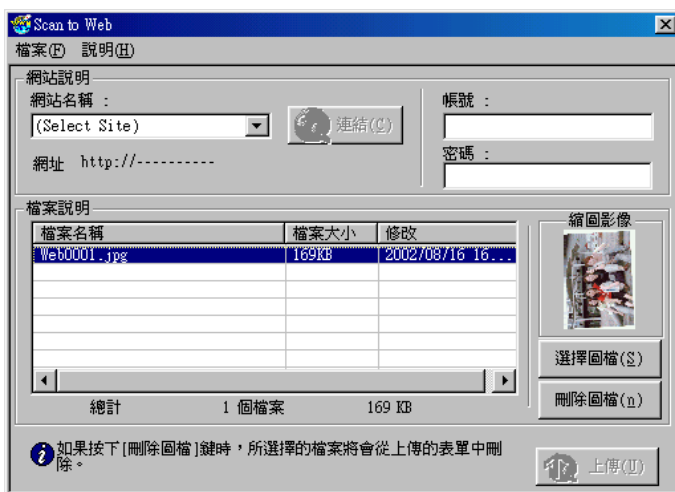 Scan to Web
檔案(F) 說明(H)
網站說明
網站名稱 :
(Select Site)
連結(C)
網址 http://----------
帳號 :
密碼 :
檔案說明
檔案名稱 檔案大小 修改
Web0001.jpg 169KB 2002/08/16 16...
總計 1 個檔案 169 KB
縮圖影像
選擇圖檔(S)
刪除圖檔(n)
如果按下[刪除圖檔]鍵時，所選擇的檔案將會從上傳的表單中刪
除。
上傳(U)